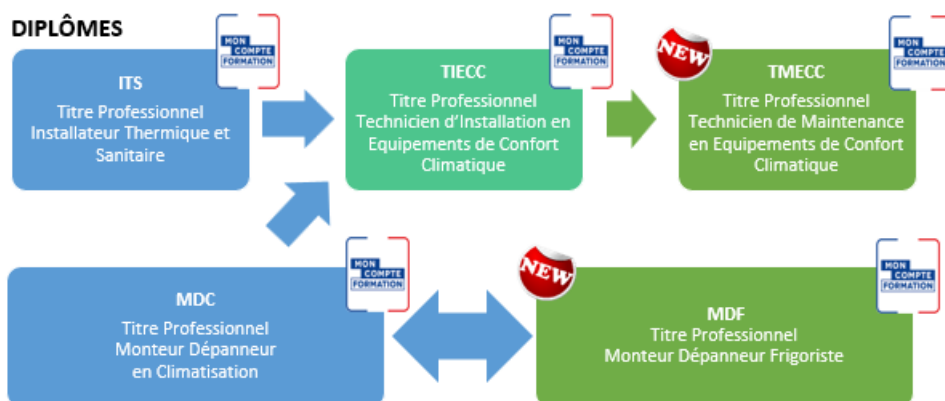 DIPLÔMES
MON
COMPTE
FORMATION
ITS
Titre Professionnel
Installateur Thermique et
Sanitaire
MON
COMPTE
FORMATION
TIECC
Titre Professionnel
Technicien d'Installation en
Equipements de Confort
Climatique
NEW
MON
COMPTE
FORMATION
TMECC
Titre Professionnel
Technicien de Maintenance
en Equipements de Confort
Climatique
MON
COMPTE
FORMATION
MDC
Titre Professionnel
Monteur Dépanneur
en Climatisation
NEW
MON
COMPTE
FORMATION
MDF
Titre Professionnel
Monteur Dépanneur Frigoriste